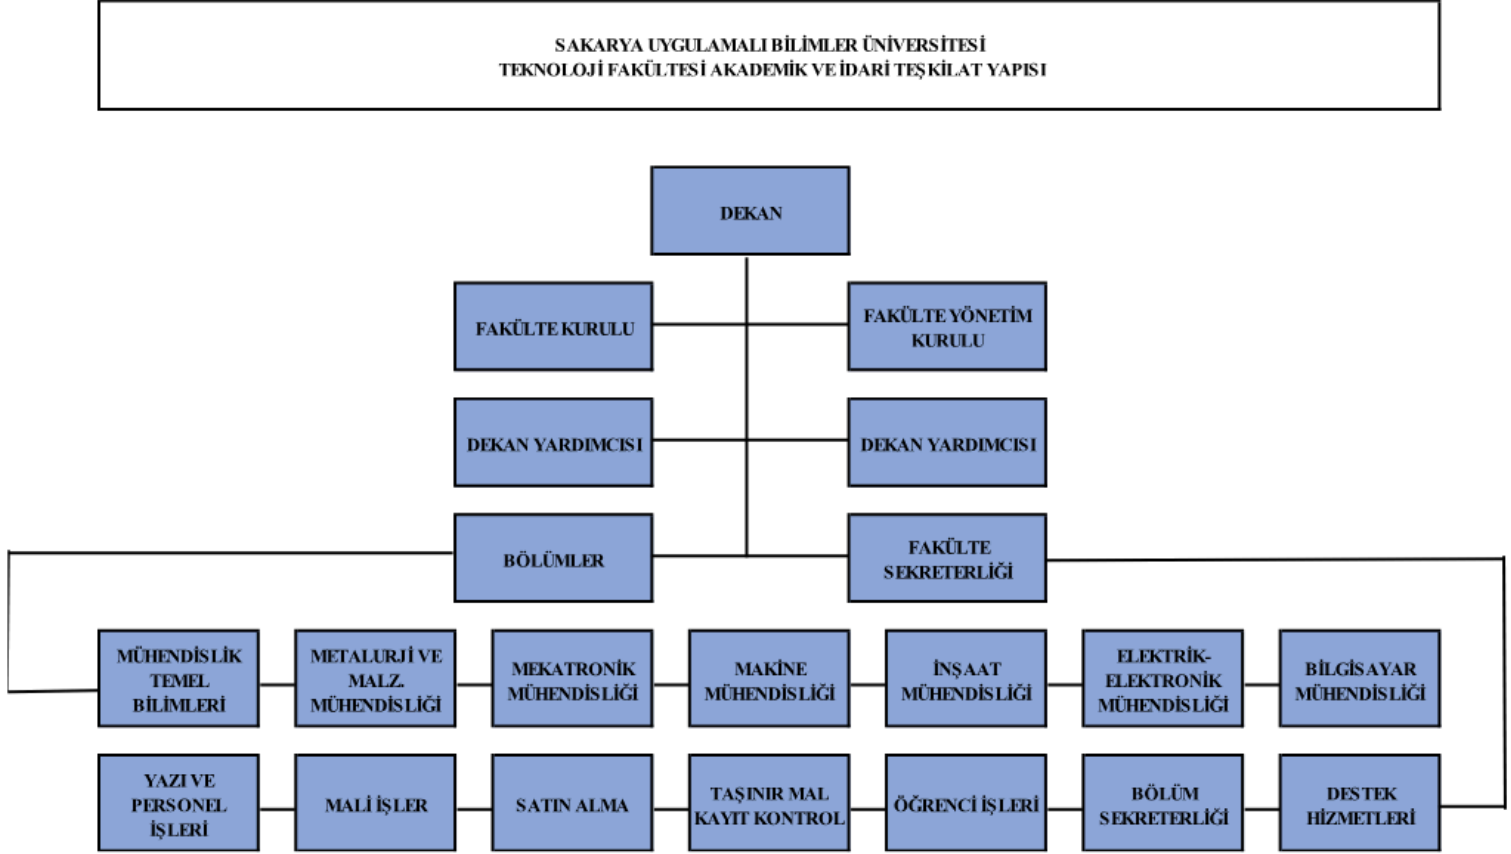 SAKARYA UYGULAMALI BİLİMLER ÜNİVERSİTESİ
TEKNOLOJİ FAKÜLTESİ AKADEMİK VE İDARİ TEŞKİLAT YAPISI
DEKAN
FAKÜLTE KURULU
FAKÜLTE YÖNETİM
KURULU
DEKAN YARDIMCISI
DEKAN YARDIMCISI
BÖLÜMLER
FAKÜLTE
SEKRETERLİĞİ
MÜHENDİSLİK
TEMEL
BİLİMLERİ
METALURJİ VE
MALZ.
MÜHENDİSLİĞİ
MEKATRONİK
MÜHENDİSLİĞİ
MAKİNE
MÜHENDİSLİĞİ
İNŞAAT
MÜHENDİSLİĞİ
ELEKTRİK-
ELEKTRONİK
MÜHENDİSLİĞİ
BİLGİSAYAR
MÜHENDİSLİĞİ
YAZI VE
PERSONEL
İŞLERİ
MALİ İŞLER
SATIN ALMA
TAŞINIR MAL
KAYIT KONTROL
ÖĞRENCİ İŞLERİ
BÖLÜM
SEKRETERLİĞİ
DESTEK
HİZMETLERİ